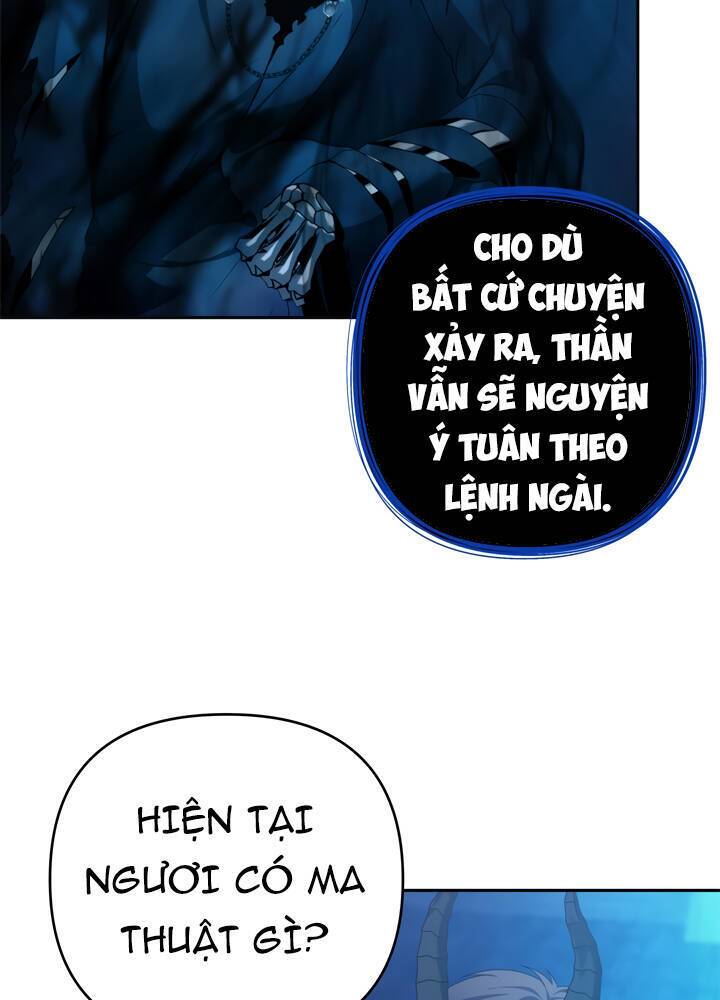 CHO DÙ
BẤT CỨ CHUYỆN
XẢY RA, THẦN
VẪN SẼ NGUYỆN
Ý TUÂN THEO
LỆNH NGÀI.
HIỆN TẠI
NGƯƠI CÓ MA
THUẬT GÌ?